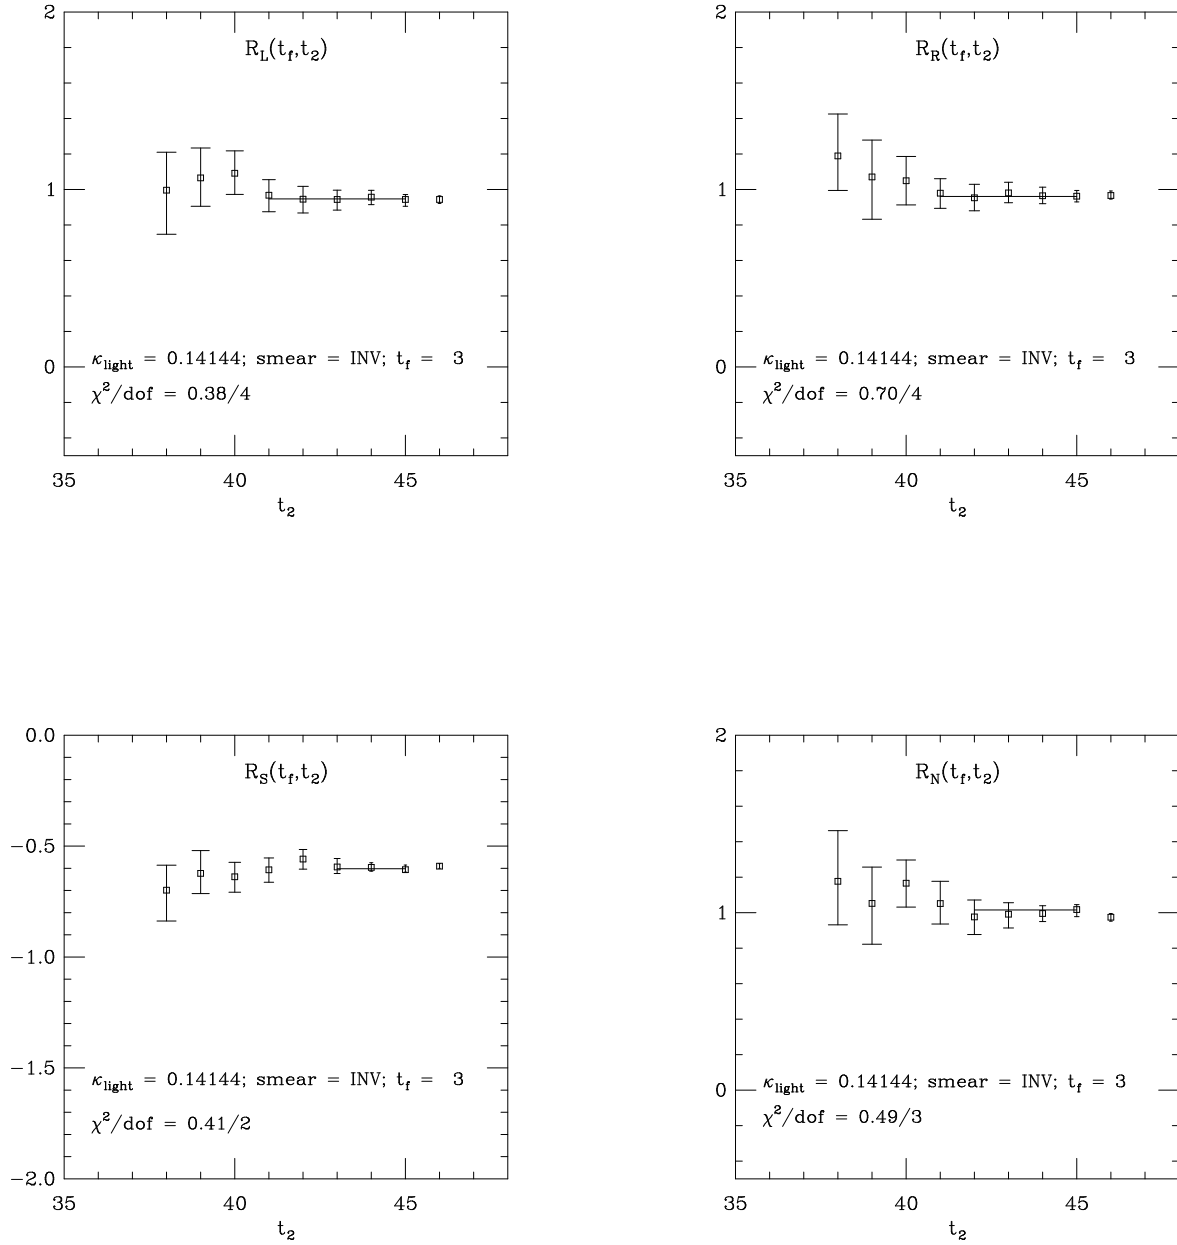 2
R_L(t_f,t_2)
1
0
κ_light = 0.14144; smear = INV; t_f = 3
χ^2/dof = 0.38/4
35 40 45
t_2
2
R_R(t_f,t_2)
1
0
κ_light = 0.14144; smear = INV; t_f = 3
χ^2/dof = 0.70/4
35 40 45
t_2
0.0
R_S(t_f,t_2)
−0.5
−1.0
−1.5
κ_light = 0.14144; smear = INV; t_f = 3
χ^2/dof = 0.41/2
−2.0
35 40 45
t_2
2
R_N(t_f,t_2)
1
0
κ_light = 0.14144; smear = INV; t_f = 3
χ^2/dof = 0.49/3
35 40 45
t_2